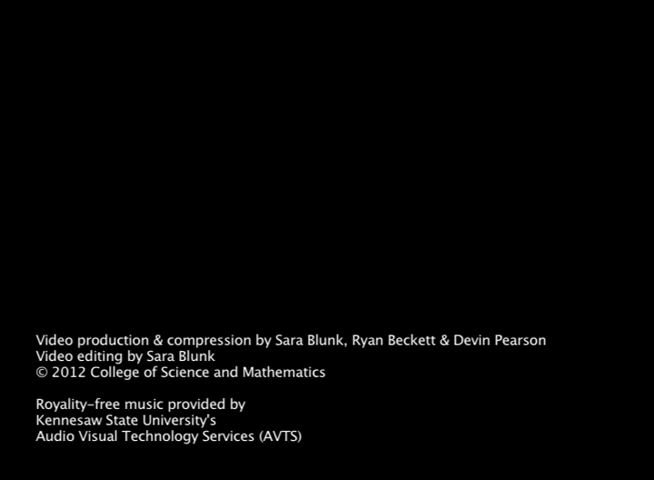 Video production & compression by Sara Blunk, Ryan Beckett & Devin Pearson
Video editing by Sara Blunk
© 2012 College of Science and Mathematics
Royality-free music provided by
Kennesaw State University's
Audio Visual Technology Services (AVTS)